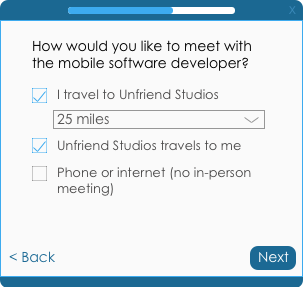 X
How would you like to meet with
the mobile software developer?
I travel to Unfriend Studios
25 miles
Unfriend Studios travels to me
Phone or internet (no in-person
meeting)
< Back
Next